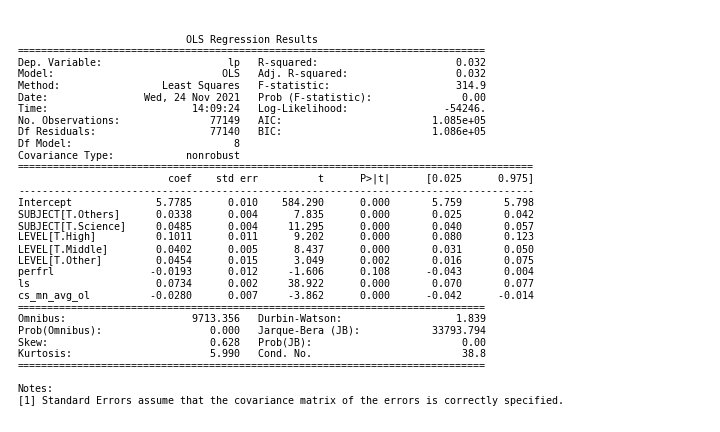 OLS Regression Results
==============================================================================
Dep. Variable:                     lp   R-squared:                       0.032
Model:                            OLS   Adj. R-squared:                  0.032
Method:                 Least Squares   F-statistic:                     314.9
Date:                Wed, 24 Nov 2021   Prob (F-statistic):               0.00
Time:                        14:09:24   Log-Likelihood:                -54246.
No. Observations:               77149   AIC:                         1.085e+05
Df Residuals:                   77140   BIC:                         1.086e+05
Df Model:                           8
Covariance Type:            nonrobust
======================================================================================
                         coef    std err          t      P>|t|      [0.025      0.975]
--------------------------------------------------------------------------------------
Intercept              5.7785      0.010    584.290      0.000       5.759       5.798
SUBJECT[T.Others]      0.0338      0.004      7.835      0.000       0.025       0.042
SUBJECT[T.Science]     0.0485      0.004     11.295      0.000       0.040       0.057
LEVEL[T.High]          0.1011      0.011      9.202      0.000       0.080       0.123
LEVEL[T.Middle]        0.0402      0.005      8.437      0.000       0.031       0.050
LEVEL[T.Other]         0.0454      0.015      3.049      0.002       0.016       0.075
perfrl                -0.0193      0.012     -1.606      0.108      -0.043       0.004
ls                     0.0734      0.002     38.922      0.000       0.070       0.077
cs_mn_avg_ol          -0.0280      0.007     -3.862      0.000      -0.042      -0.014
==============================================================================
Omnibus:                     9713.356   Durbin-Watson:                   1.839
Prob(Omnibus):                  0.000   Jarque-Bera (JB):            33793.794
Skew:                           0.628   Prob(JB):                         0.00
Kurtosis:                       5.990   Cond. No.                         38.8
==============================================================================

Notes:
[1] Standard Errors assume that the covariance matrix of the errors is correctly specified.